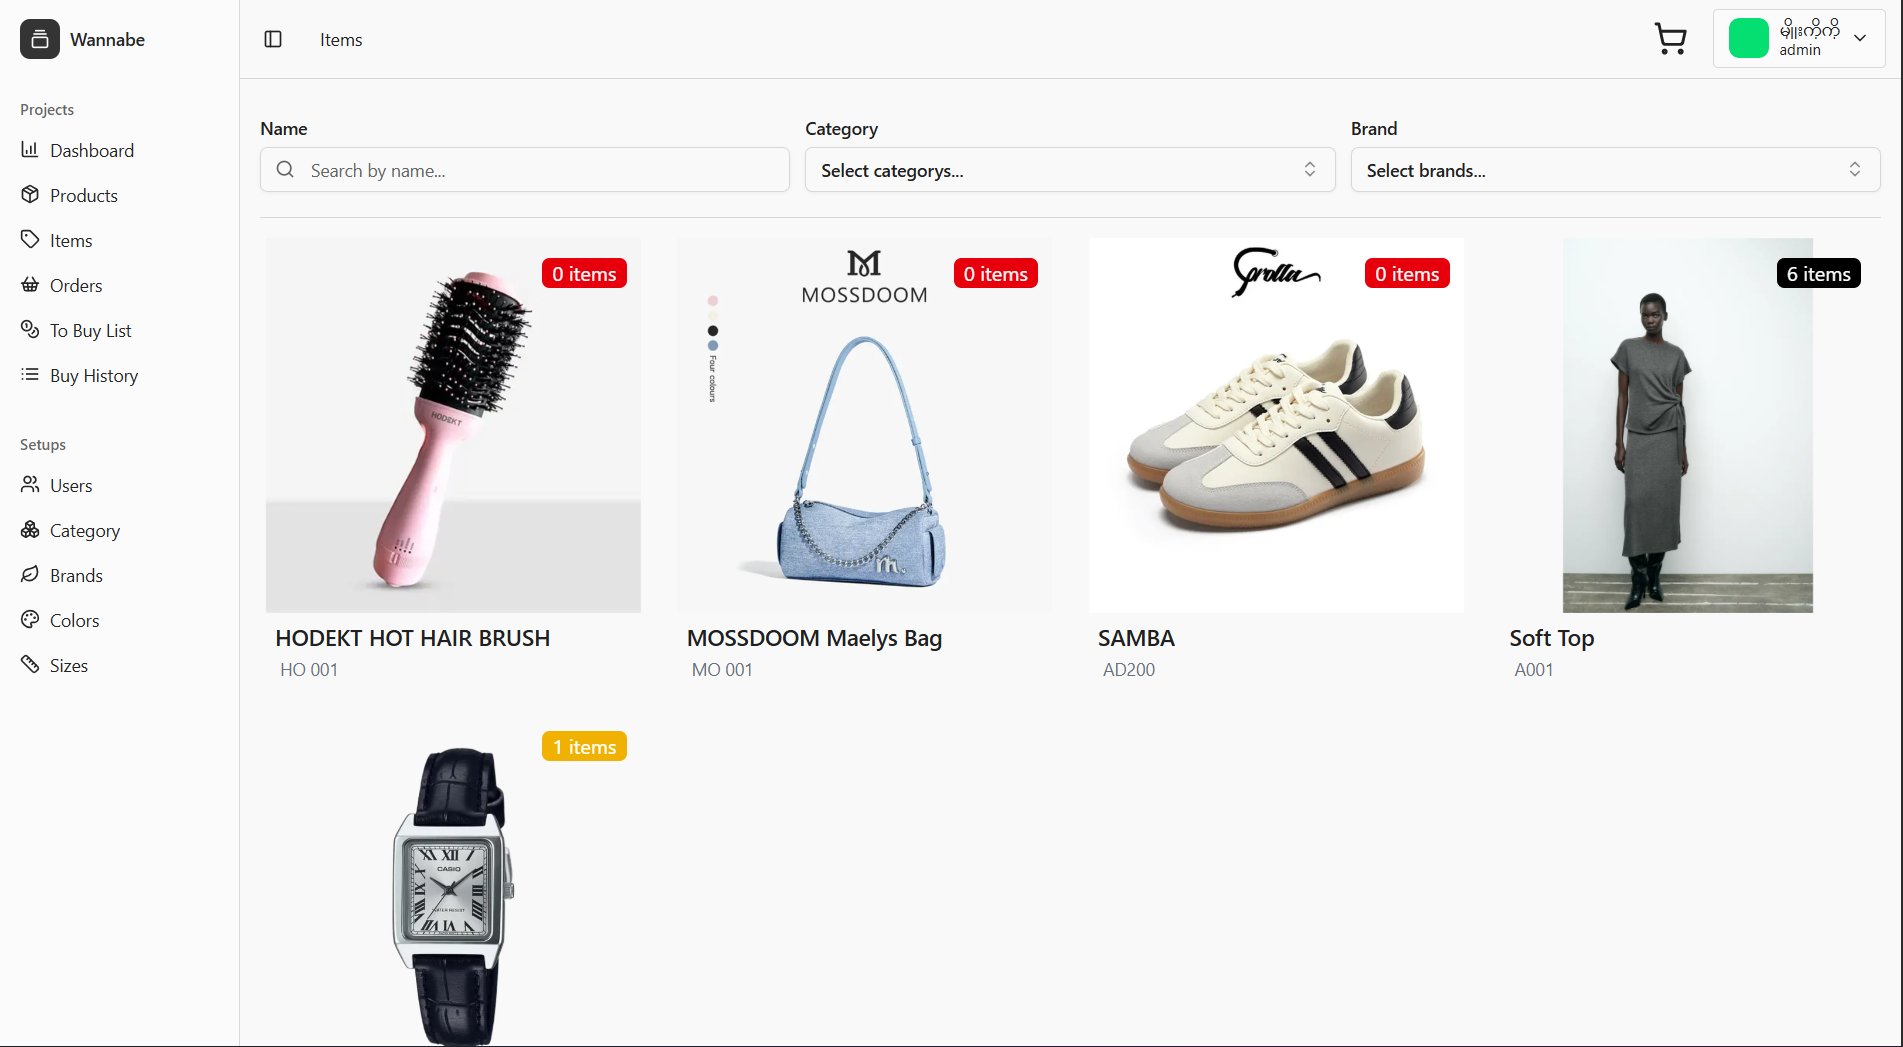 Wannabe
Items
မျိုးကိုကို
admin
Projects
Dashboard
Products
Items
Orders
To Buy List
Buy History
Setups
Users
Category
Brands
Colors
Sizes
Name
Category
Brand
Search by name...
Select categorys...
Select brands...
0 items
HODEKT
HODEKT HOT HAIR BRUSH
HO 001
0 items
MOSSDOOM
Four colours
m.
MOSSDOOM Maelys Bag
MO 001
0 items
SAMBA
AD200
6 items
Soft Top
A001
1 items
CASIO